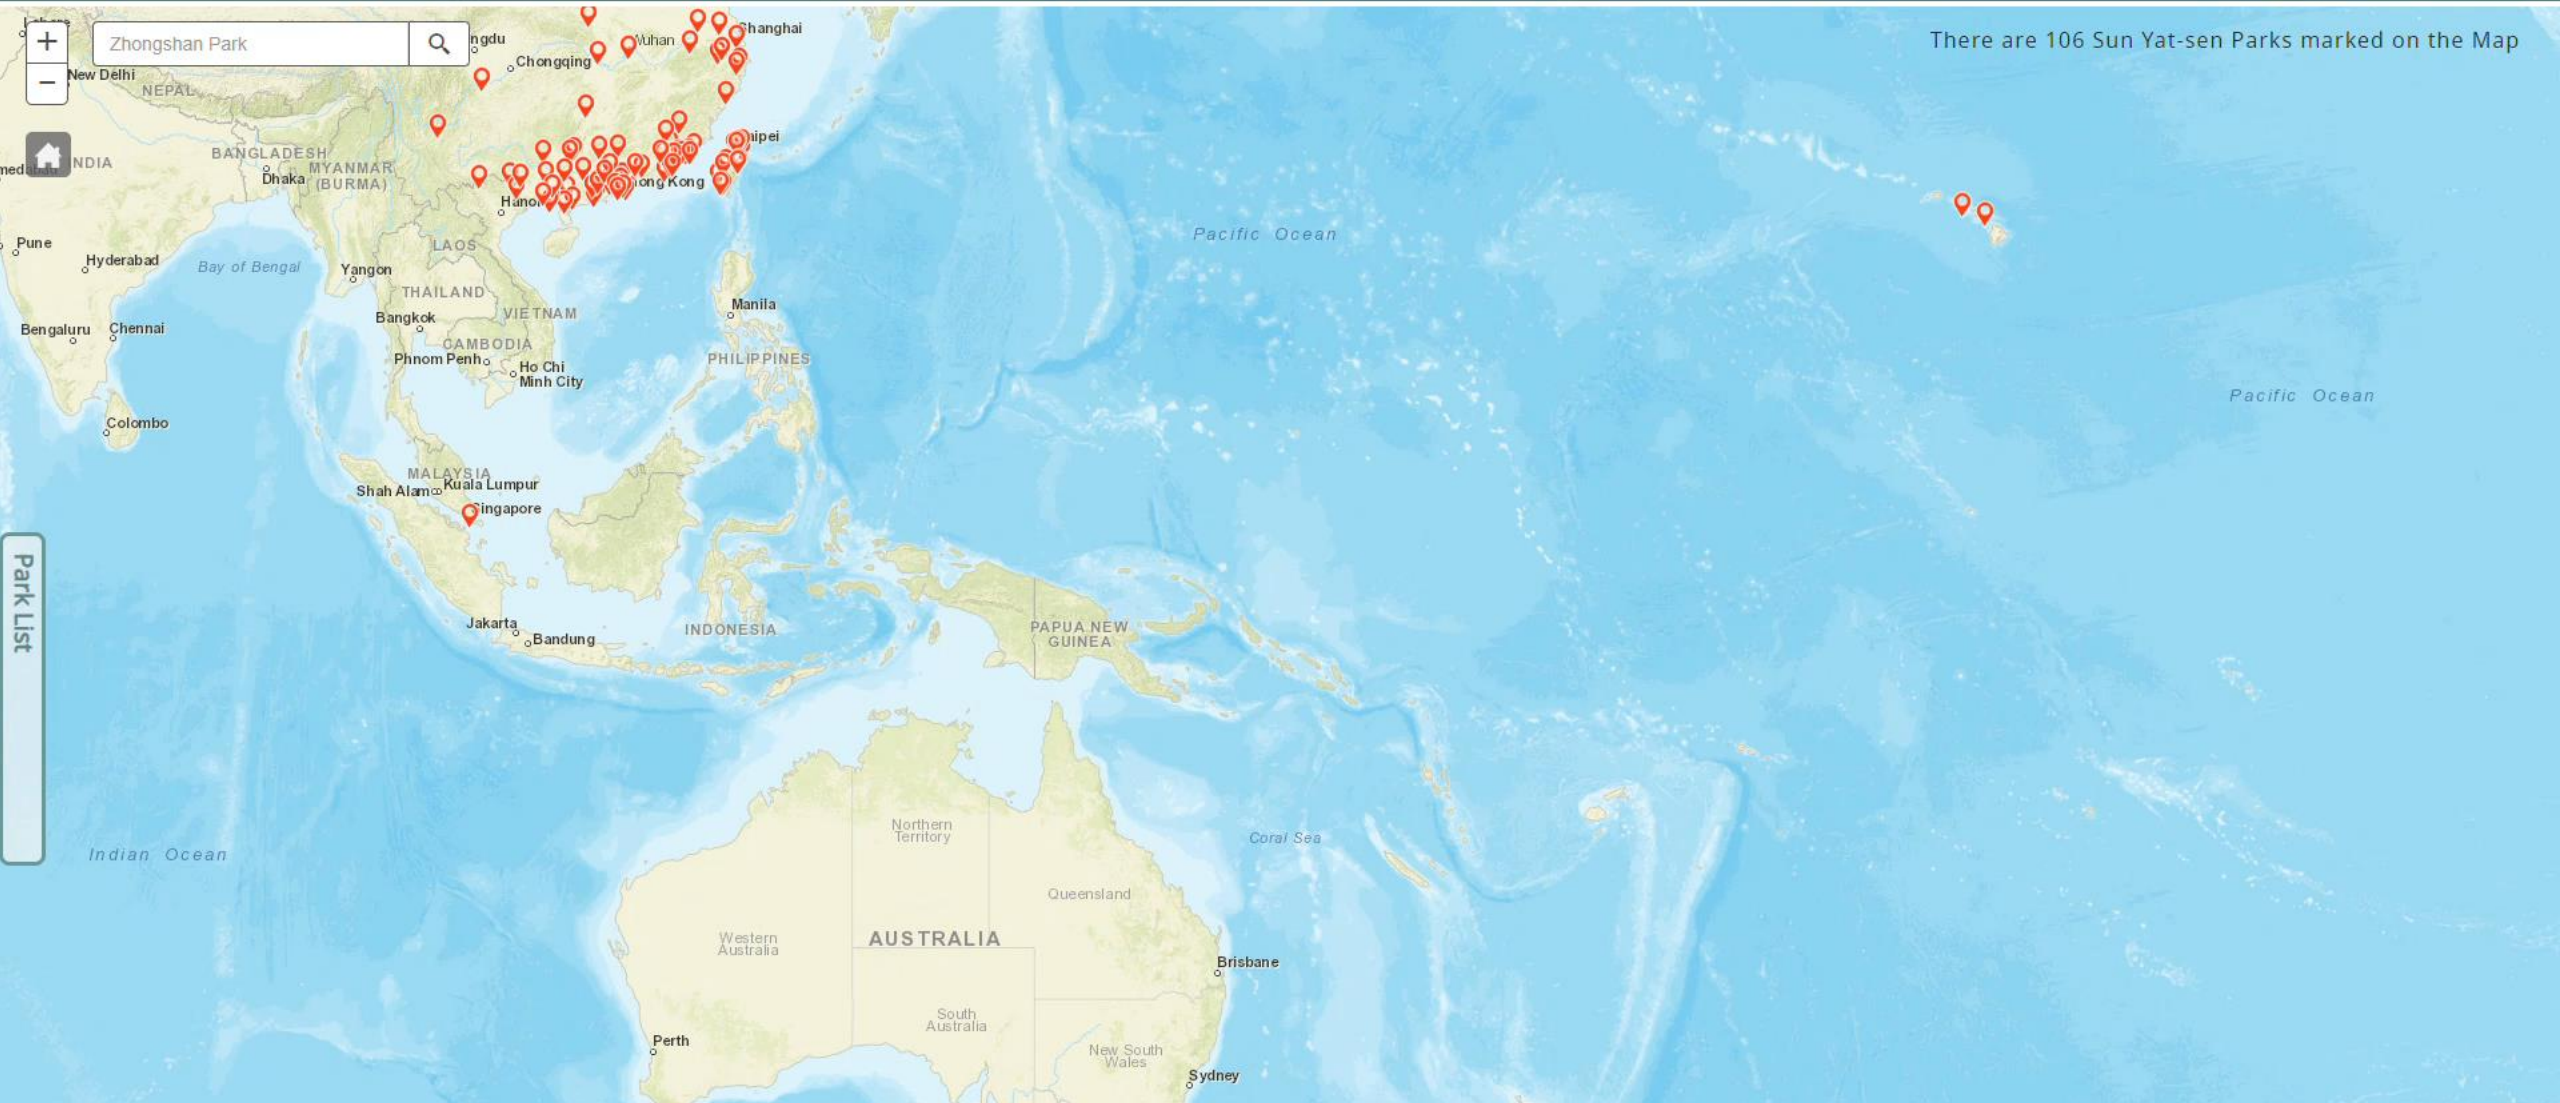 There are 106 Sun Yat-sen Parks marked on the Map
+
Zhongshan Park
−
Shanghai
Wuhan
Chongqing
New Delhi
NEPAL
BANGLADESH
Dhaka
MYANMAR
(BURMA)
Hong Kong
Hanoi
Pune
Hyderabad
Bay of Bengal
LAOS
Yangon
THAILAND
VIETNAM
Bangkok
Manila
Bengaluru
Chennai
CAMBODIA
Phnom Penh
Ho Chi
Minh City
PHILIPPINES
Colombo
MALAYSIA
Shah Alam
Kuala Lumpur
Singapore
Pacific Ocean
Pacific Ocean
Park List
Jakarta
Bandung
INDONESIA
PAPUA NEW
GUINEA
Indian Ocean
Northern
Territory
Coral Sea
Queensland
Western
Australia
AUSTRALIA
Brisbane
South
Australia
Perth
New South
Wales
Sydney